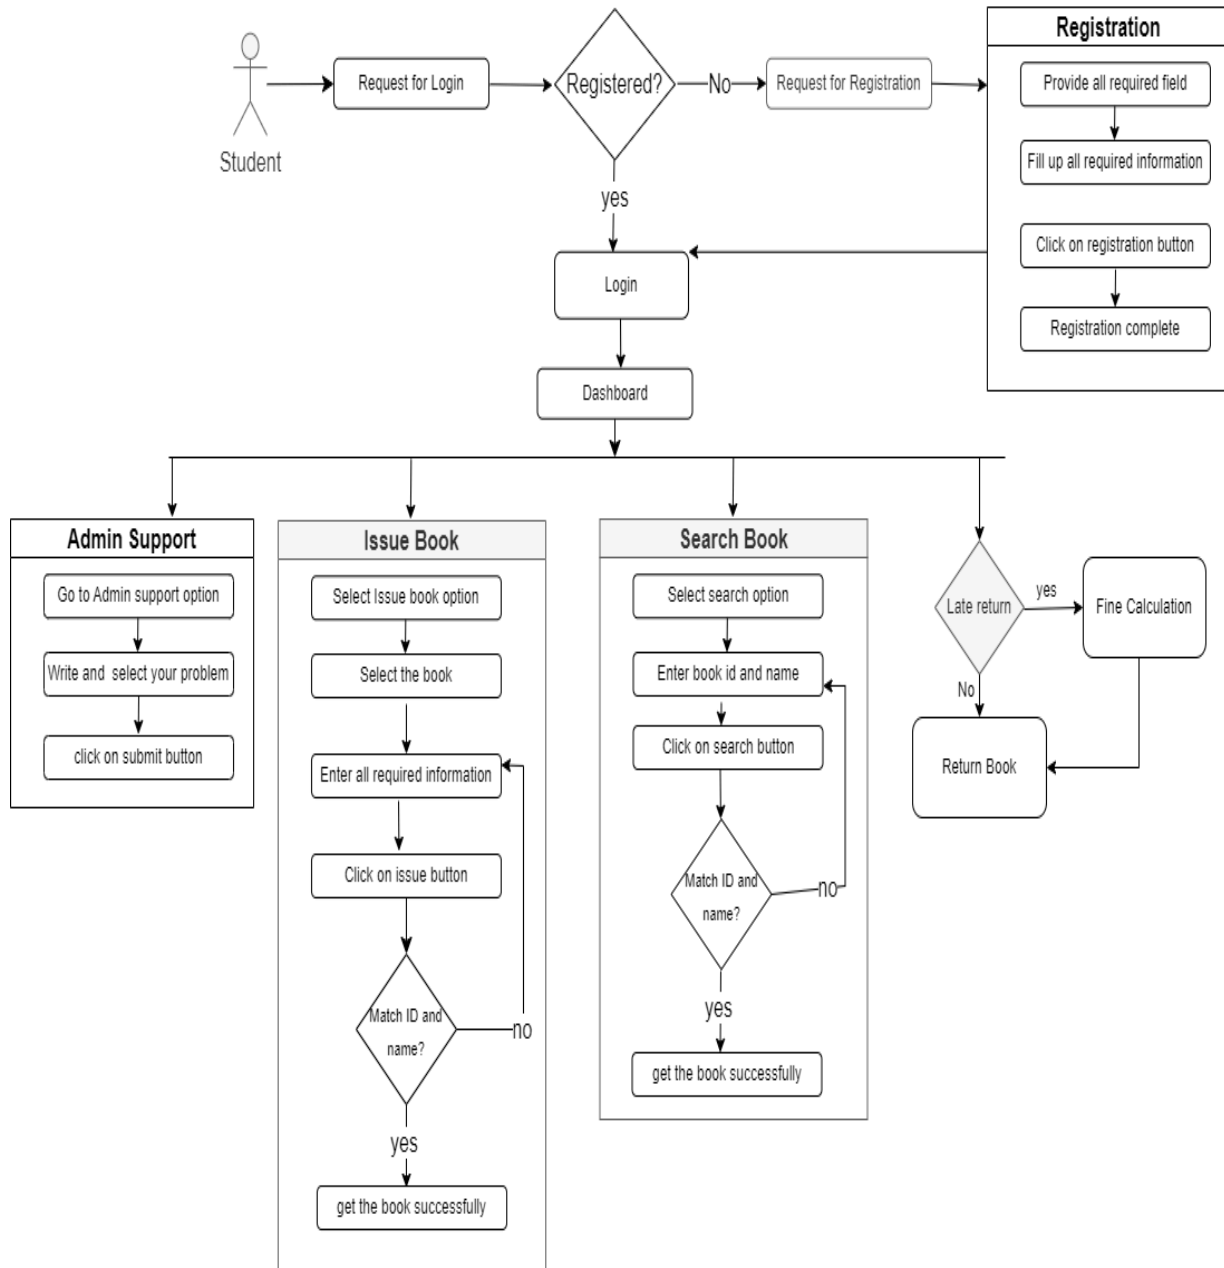 Registration
Request for Login
Registered?
No
Request for Registration
Provide all required field
Fill up all required information
Student
yes
Click on registration button
Login
Registration complete
Dashboard
Admin Support
Go to Admin support option
Write and select your problem
click on submit button
Issue Book
Select Issue book option
Select the book
Enter all required information
Click on issue button
Match ID and
name?
no
yes
get the book successfully
Search Book
Select search option
Enter book id and name
Click on search button
Match ID and
name?
no
yes
get the book successfully
Late return
yes
Fine Calculation
No
Return Book